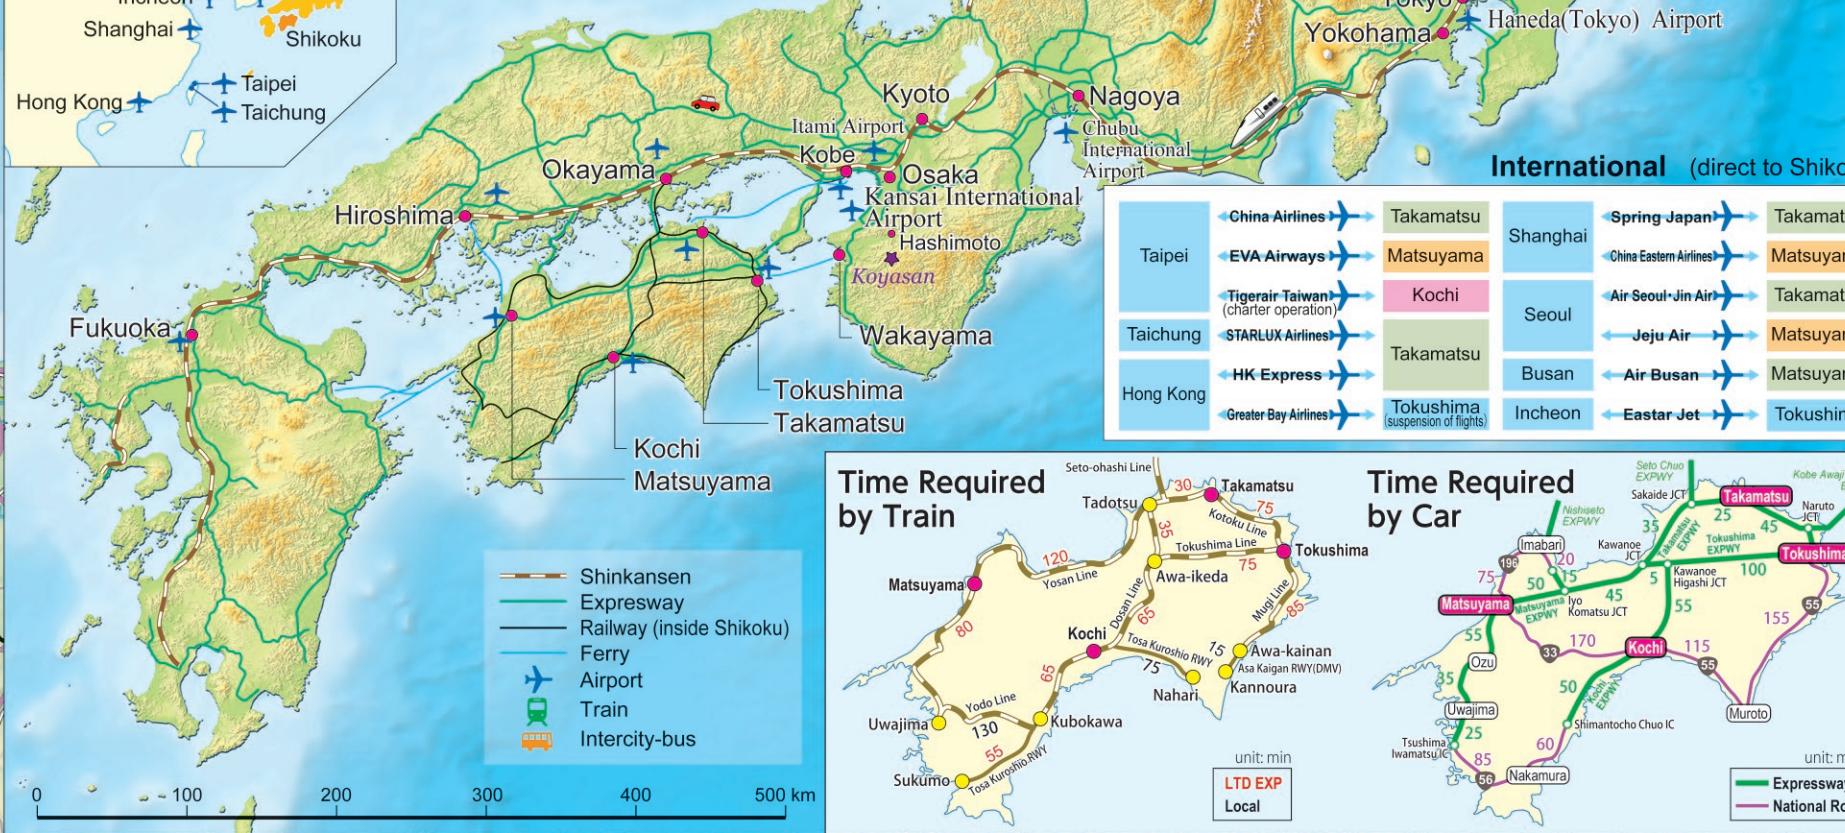 Shanghai
Shikoku
Taipei
Hong Kong
Taichung
Tokyo
Haneda(Tokyo) Airport
Yokohama
Kyoto
Nagoya
Itami Airport
Chubu
International
Airport
Kobe
Okayama
Osaka
Kansai International
Airport
Hiroshima
Hashimoto
Koyasan
Fukuoka
Wakayama
Tokushima
Takamatsu
Kochi
Matsuyama
Shinkansen
Expresway
Railway (inside Shikoku)
Ferry
Airport
Train
Intercity-bus
0 100 200 300 400 500 km
International (direct to Shiko
Taipei
China Airlines
Takamatsu
EVA Airways
Matsuyama
Tigerair Taiwan
(charter operation)
Kochi
Taichung
STARLUX Airlines
Takamatsu
Hong Kong
HK Express
Greater Bay Airlines
Tokushima
(suspension of flights)
Shanghai
Spring Japan
Takamat
China Eastern Airlines
Matsuyar
Seoul
Air Seoul・Jin Air
Takamat
Jeju Air
Matsuyar
Busan
Air Busan
Matsuyar
Incheon
Eastar Jet
Tokushim
Time Required
by Train
Seto-ohashi Line
Tadotsu
30
Takamatsu
75
Kotoku Line
35
Tokushima Line
75
Tokushima
Awa-ikeda
120
Yosan Line
Matsuyama
Dosan Line
65
Mugi Line
85
80
Kochi
Tosa Kuroshio RWY
75
15
Awa-kainan
Asa Kaigan RWY(DMV)
Kannoura
Nahari
65
Yodo Line
130
Uwajima
Kubokawa
55
Tosa Kuroshio RWY
Sukumo
unit: min
LTD EXP
Local
Time Required
by Car
Seto Chuo
EXPWY
Kobe Awaji
Sakaide JCT
Takamatsu
Nishiseto
EXPWY
35
25
45
Naruto
JCT
Takamatsu
EXPWY
Tokushima
EXPWY
Imabari
Kawanoe
JCT
Tokushima
196
20
75
50
15
5
Kawanoe
Higashi JCT
100
Matsuyama
Matsuyama
EXPWY
Iyo
Komatsu JCT
45
55
55
155
55
170
33
Kochi
115
55
Ozu
35
50
Kochi
EXPWY
Uwajima
Muroto
25
Shimantocho Chuo IC
Tsushima
Iwamatsu IC
60
85
56
Nakamura
unit: m
Expressway
National Ro